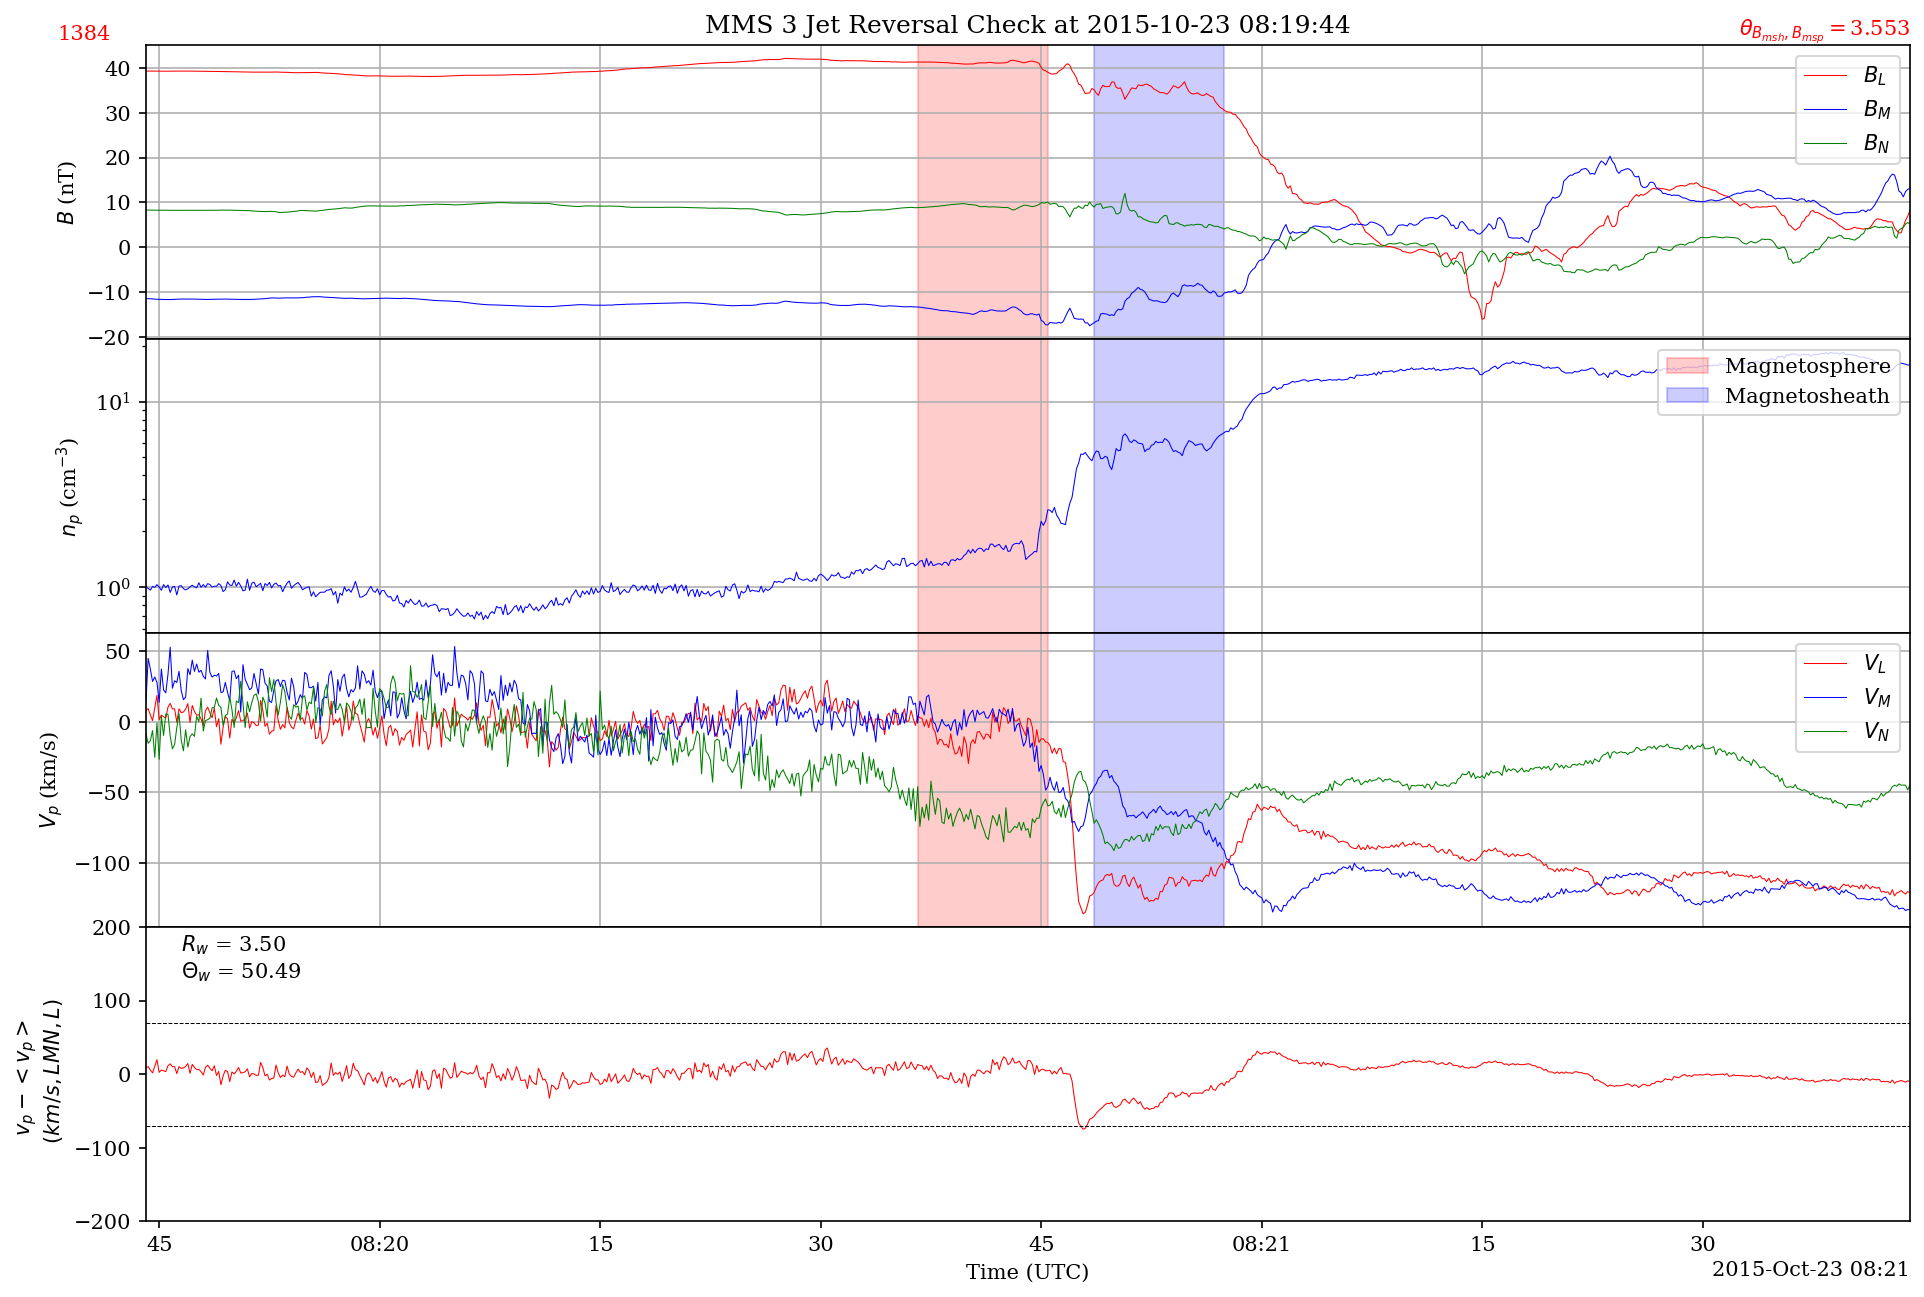 MMS 3 Jet Reversal Check at 2015-10-23 08:19:44
1384
θ_{B_{msh}, B_{msp}} = 3.553
B (nT)
40
30
20
10
0
−10
−20
B_L
B_M
B_N
n_p (cm^{−3})
10^1
10^0
Magnetosphere
Magnetosheath
V_p (km/s)
50
0
−50
−100
V_L
V_M
V_N
v_p − < v_p >
(km/s, LMN, L)
200
100
0
−100
−200
R_w = 3.50
Θ_w = 50.49
45
08:20
15
30
45
08:21
15
30
Time (UTC)
2015-Oct-23 08:21